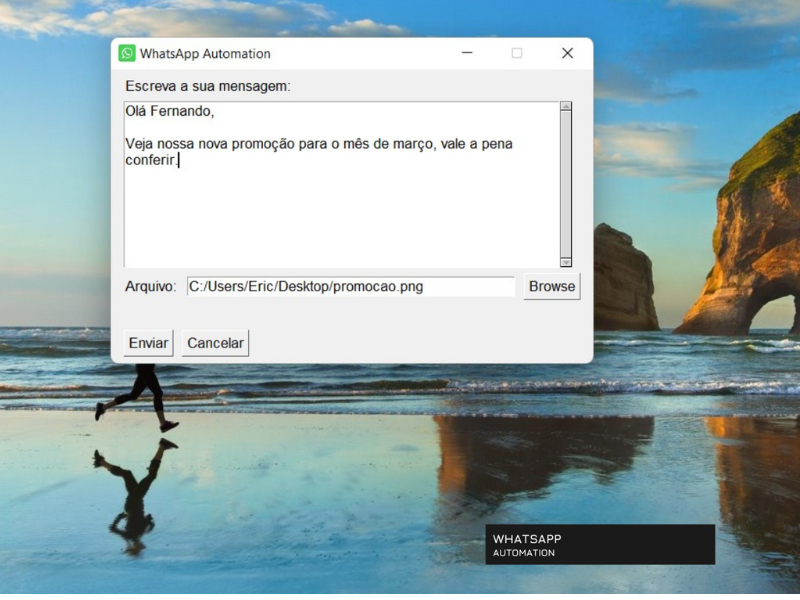 WhatsApp Automation
Escreva a sua mensagem:
Olá Fernando,
Veja nossa nova promoção para o mês de março, vale a pena
conferir.
Arquivo: C:/Users/Eric/Desktop/promocao.png Browse
Enviar Cancelar
WHATSAPP
AUTOMATION